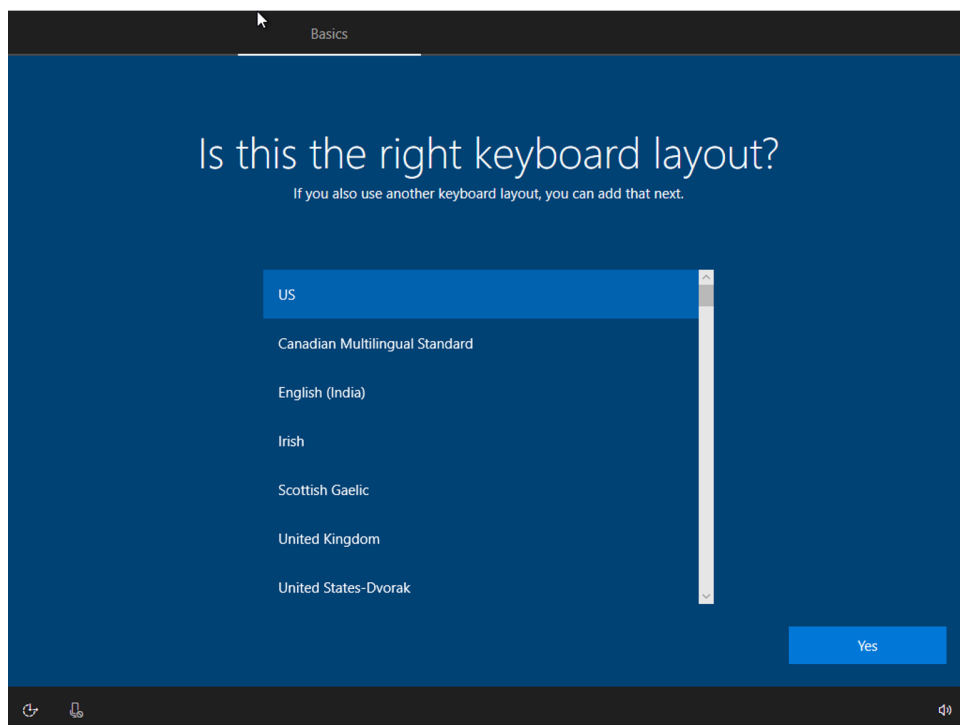 Basics
Is this the right keyboard layout?
If you also use another keyboard layout, you can add that next.
US
Canadian Multilingual Standard
English (India)
Irish
Scottish Gaelic
United Kingdom
United States-Dvorak
Yes